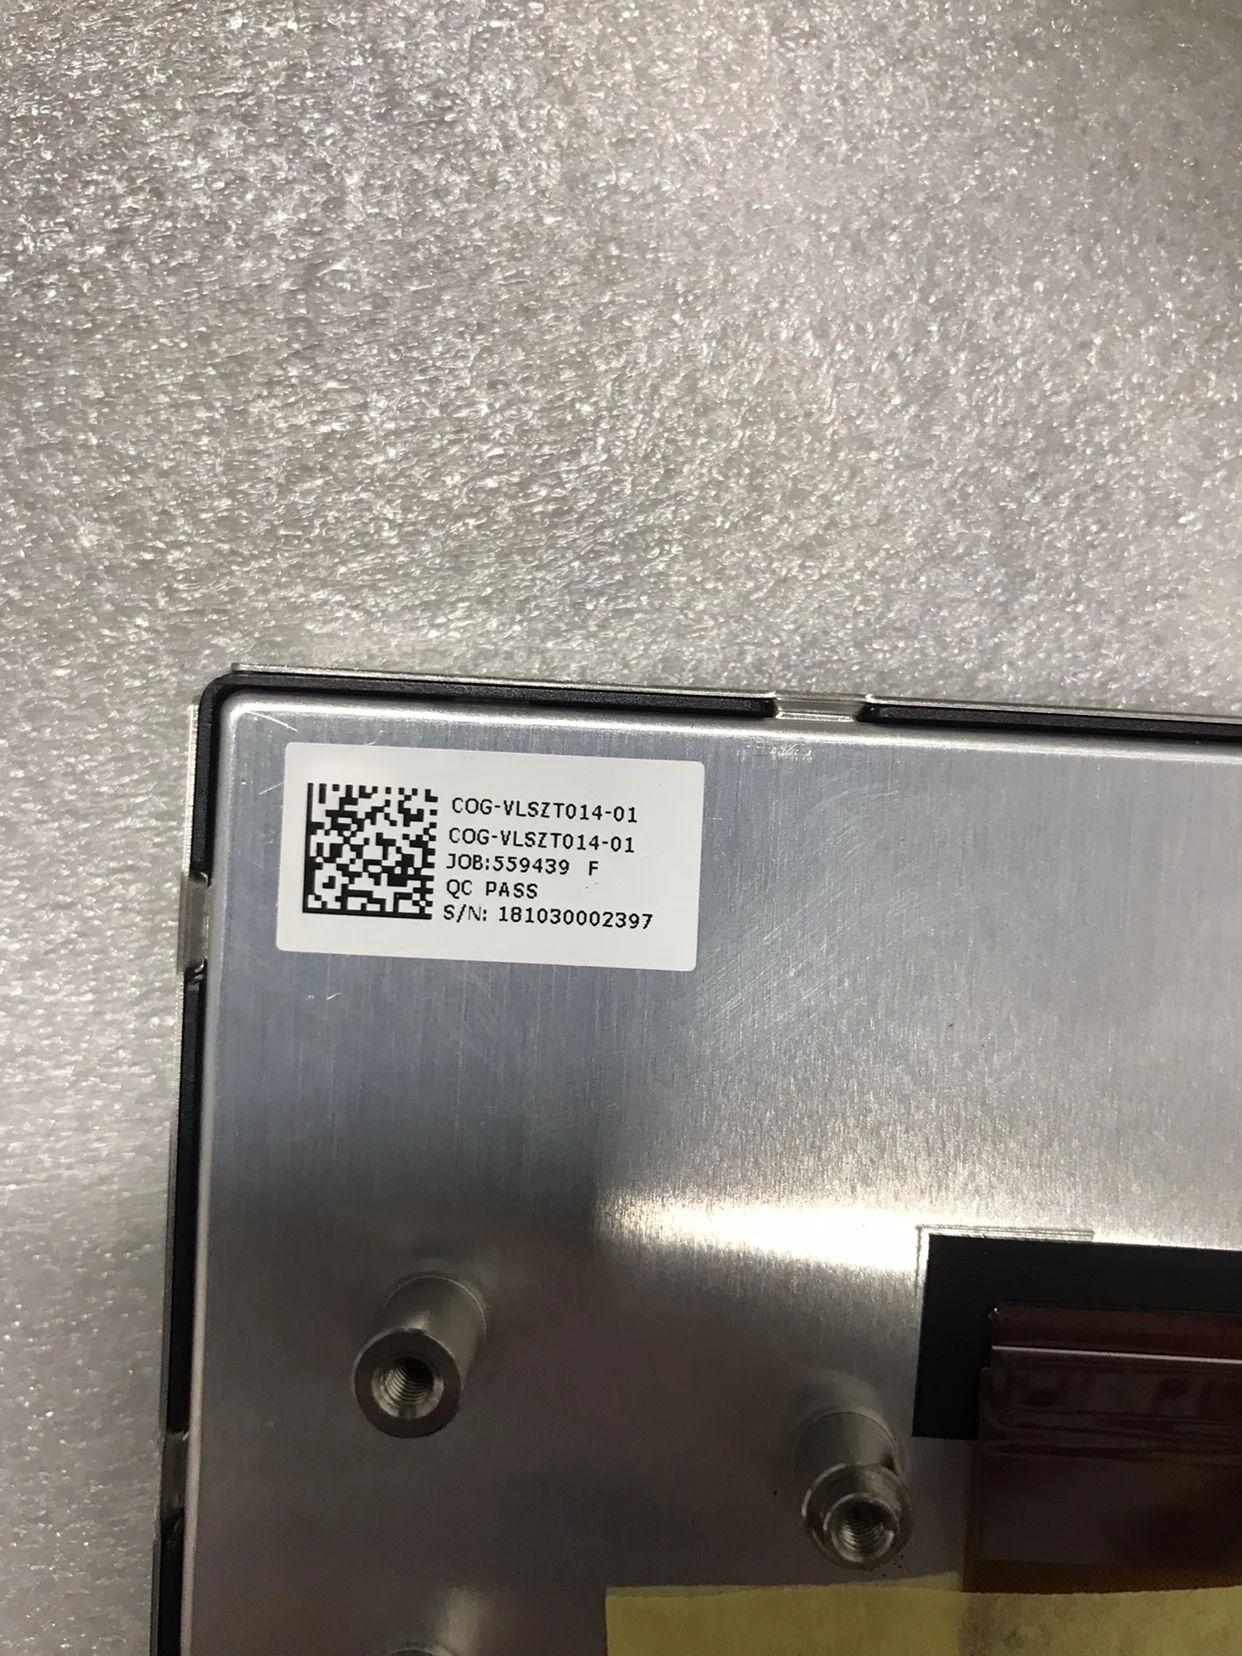 COG-VLSZT014-01
COG-VLSZT014-01
JOB:559439 F
QC PASS
S/N: 181030002397